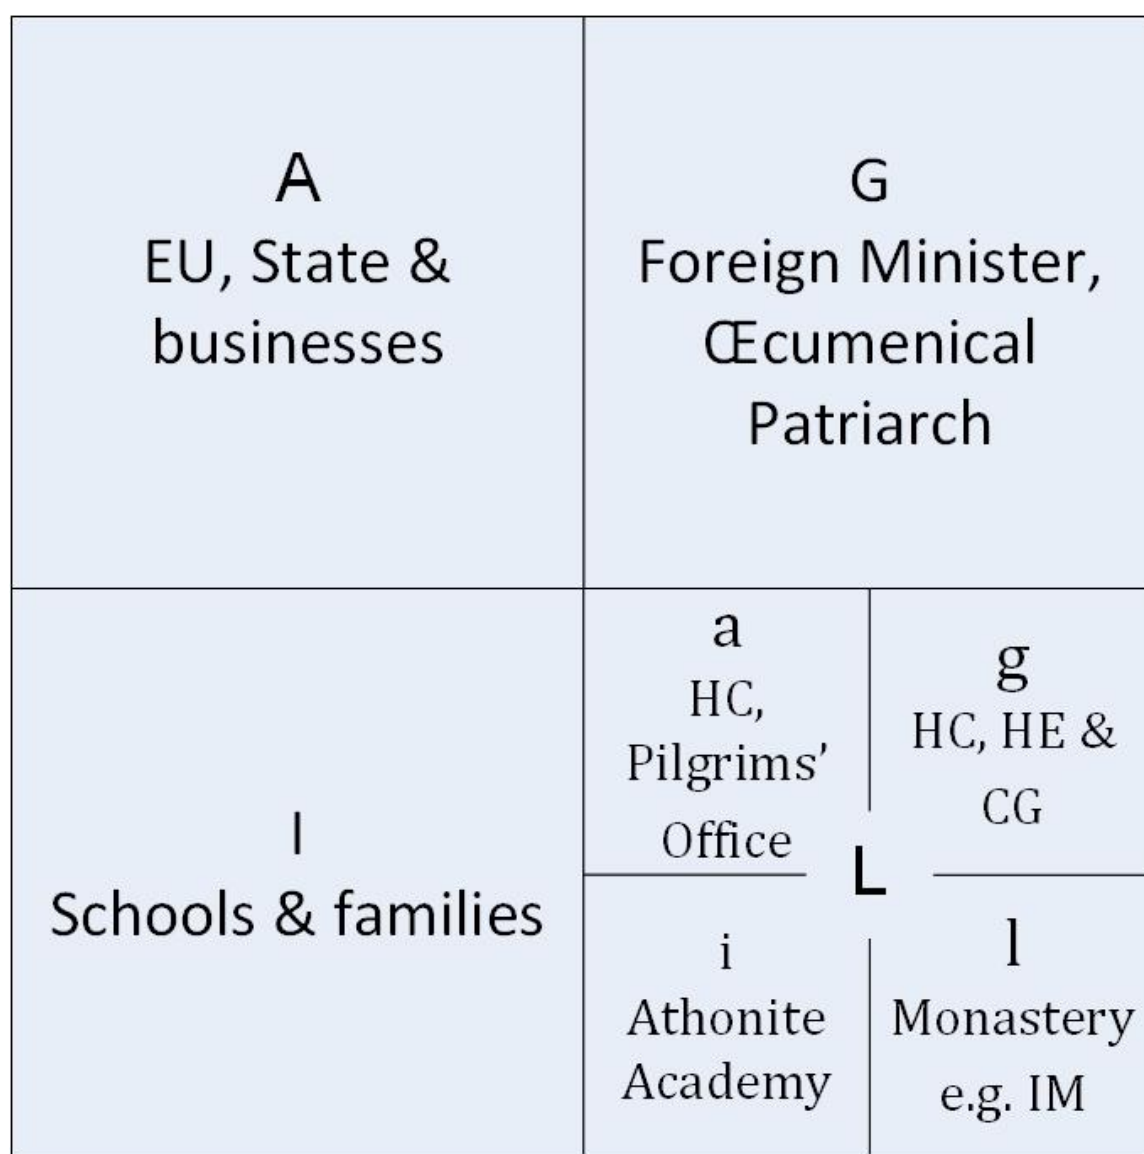 A
EU, State &
businesses
G
Foreign Minister,
Œcumenical
Patriarch
I
Schools & families
L
a
HC,
Pilgrims’
Office
g
HC, HE &
CG
i
Athonite
Academy
l
Monastery
e.g. IM